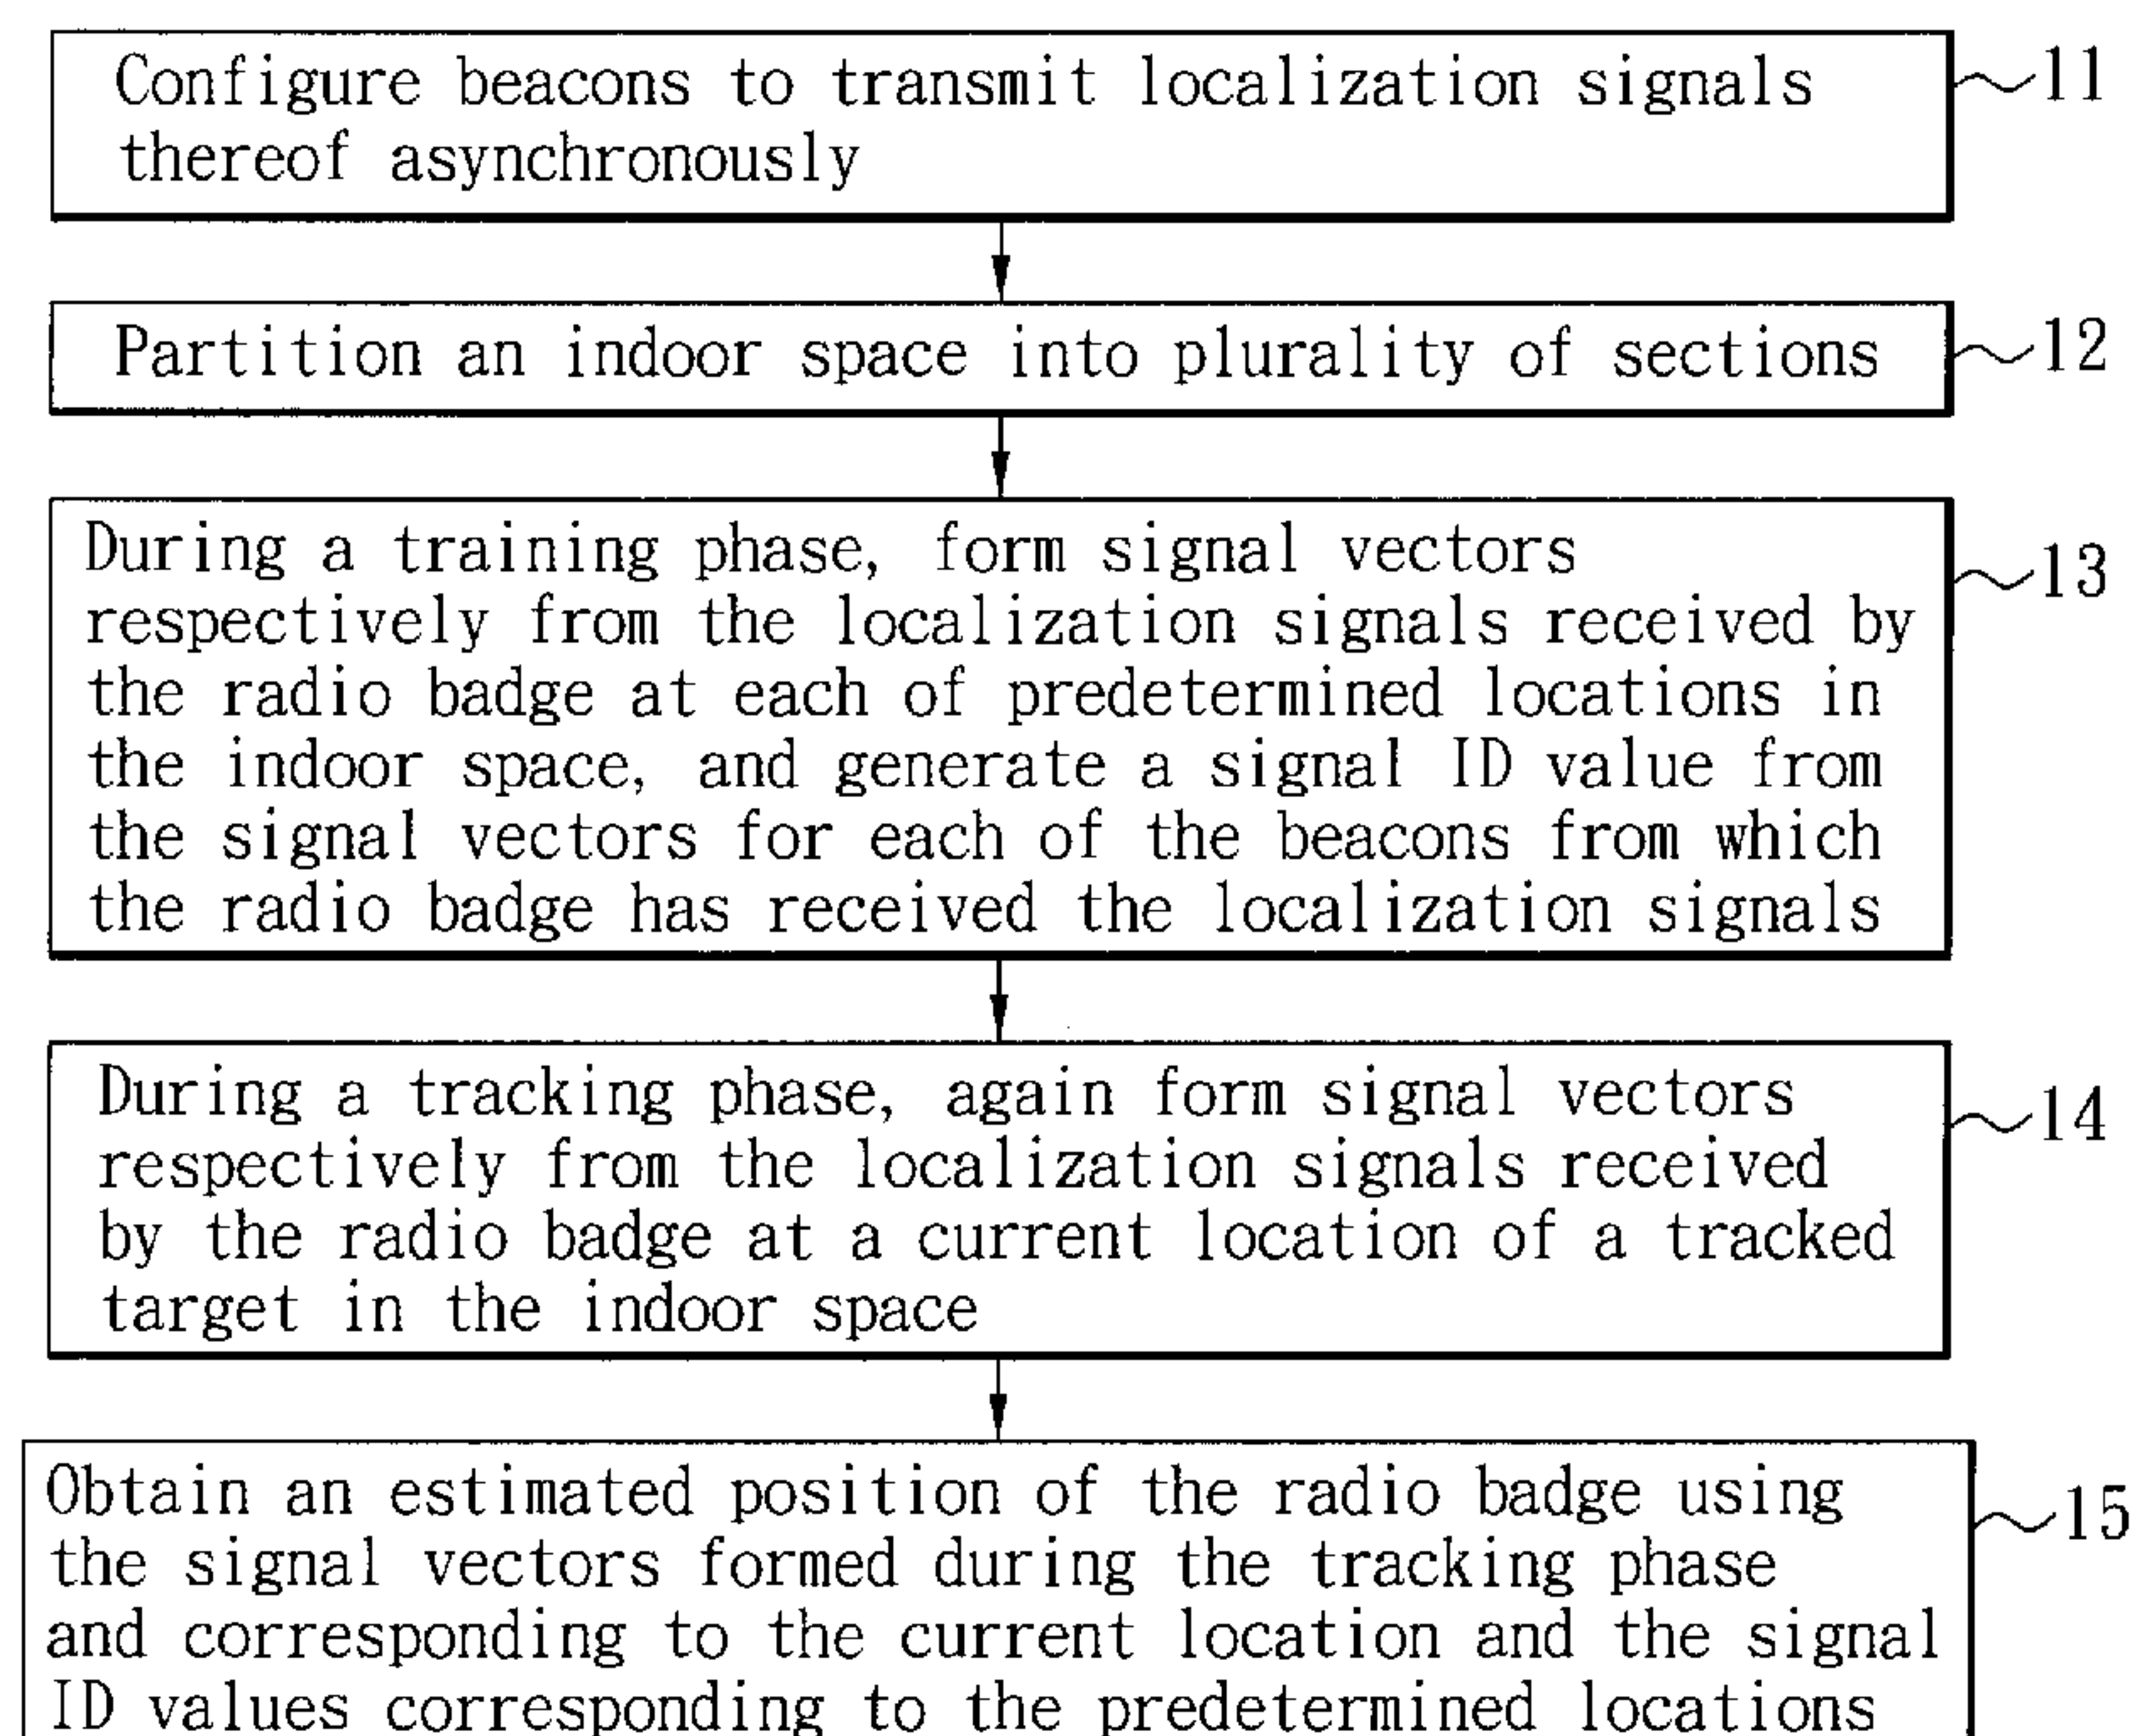 Configure beacons to transmit localization signals
thereof asynchronously
11
Partition an indoor space into plurality of sections
12
During a training phase, form signal vectors
respectively from the localization signals received by
the radio badge at each of predetermined locations in
the indoor space, and generate a signal ID value from
the signal vectors for each of the beacons from which
the radio badge has received the localization signals
13
During a tracking phase, again form signal vectors
respectively from the localization signals received
by the radio badge at a current location of a tracked
target in the indoor space
14
Obtain an estimated position of the radio badge using
the signal vectors formed during the tracking phase
and corresponding to the current location and the signal
ID values corresponding to the predetermined locations
15